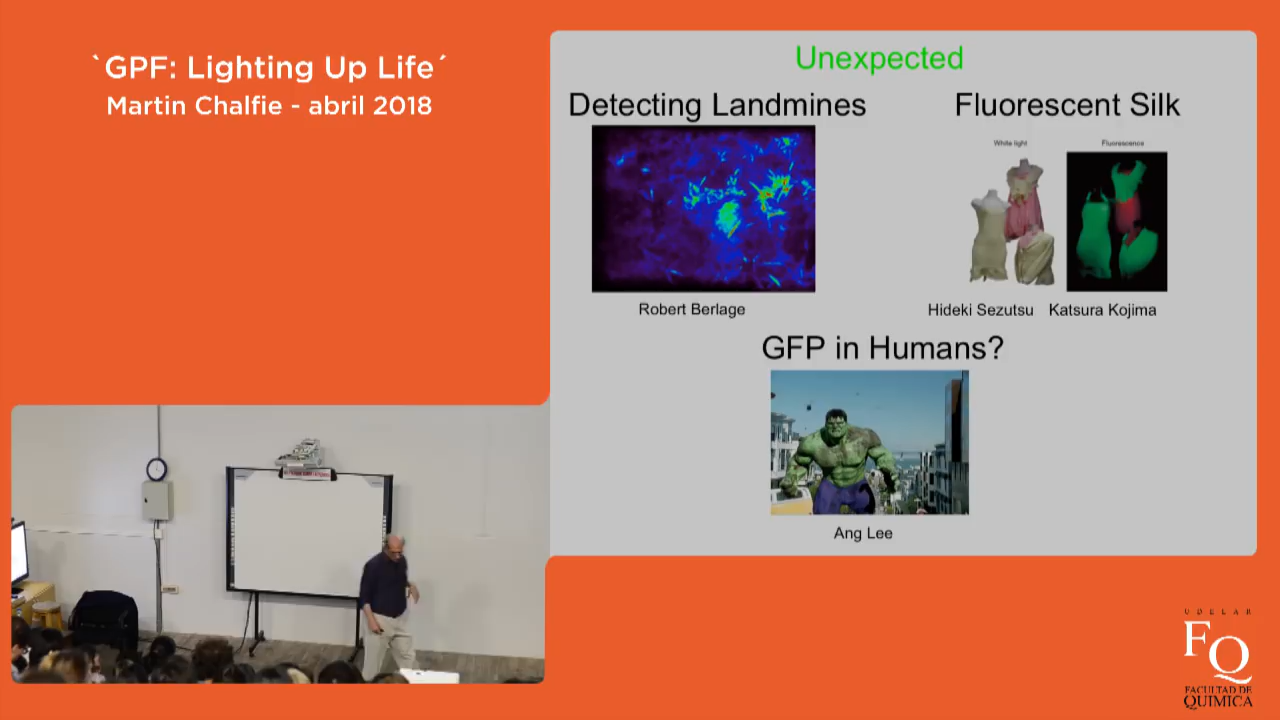 `GPF: Lighting Up Life´
Martin Chalfie - abril 2018
Unexpected
Detecting Landmines
Fluorescent Silk
White light
Fluorescence
Robert Berlage
Hideki Sezutsu
Katsura Kojima
GFP in Humans?
Ang Lee
UDELAR
FQ
FACULTAD DE
QUIMICA